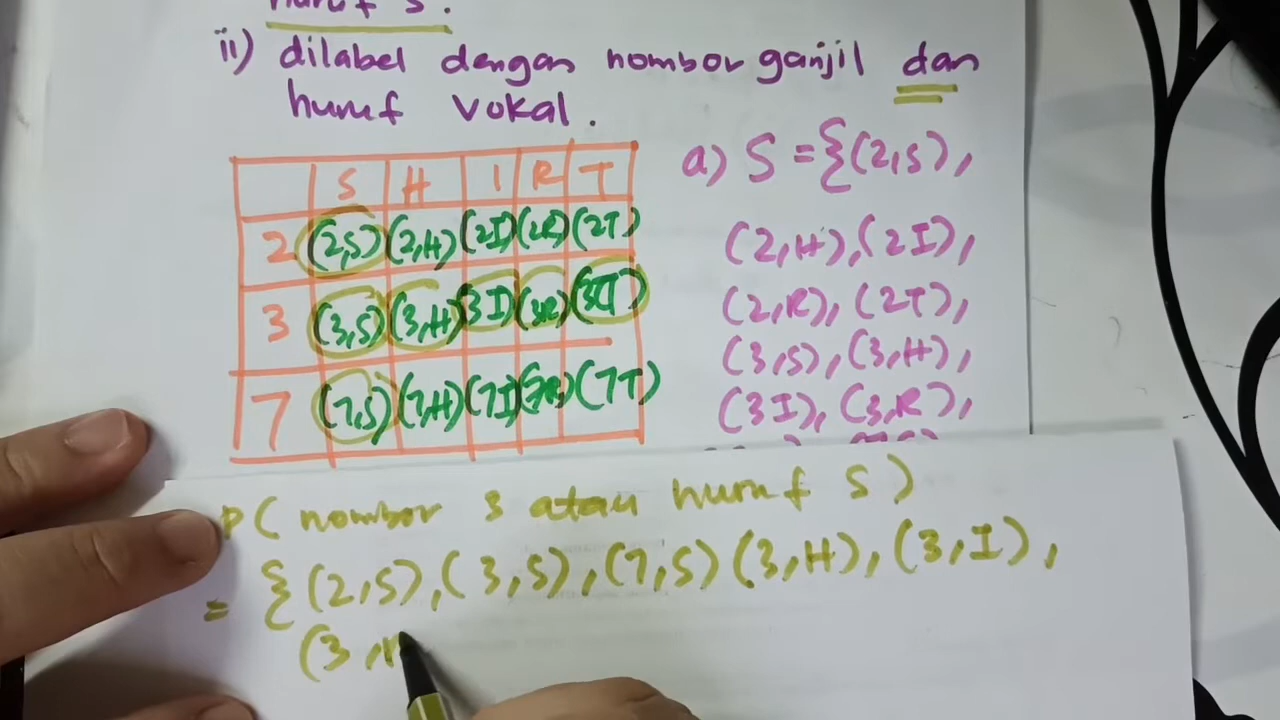 huruf s.
ii) dilabel dengan nombor ganjil dan
huruf vokal.
S H I R T
2 (2,S) (2,H) (2I) (2R) (2T)
3 (3,S) (3,H) (3I) (3R) (3T)
7 (7,S) (7,H) (7I) (7R) (7T)
a) S = {(2,S),
(2,H), (2I),
(2,R), (2T),
(3,S), (3,H),
(3I), (3,R),
P( nombor 3 atau huruf S)
= {(2,S), (3,S), (7,S) (3,H), (3,I),
(3,R